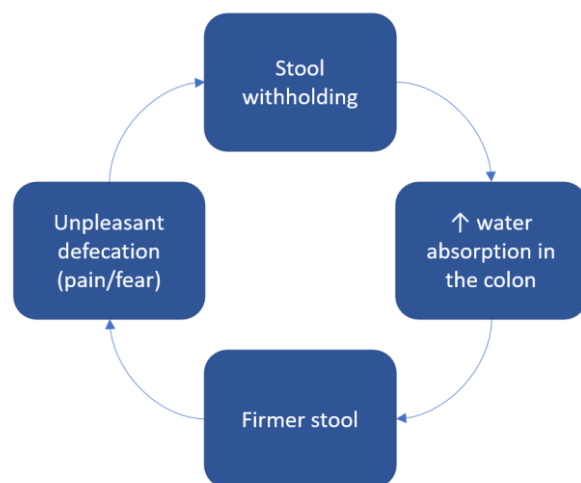 Stool
withholding
Unpleasant
defecation
(pain/fear)
↑ water
absorption in
the colon
Firmer stool